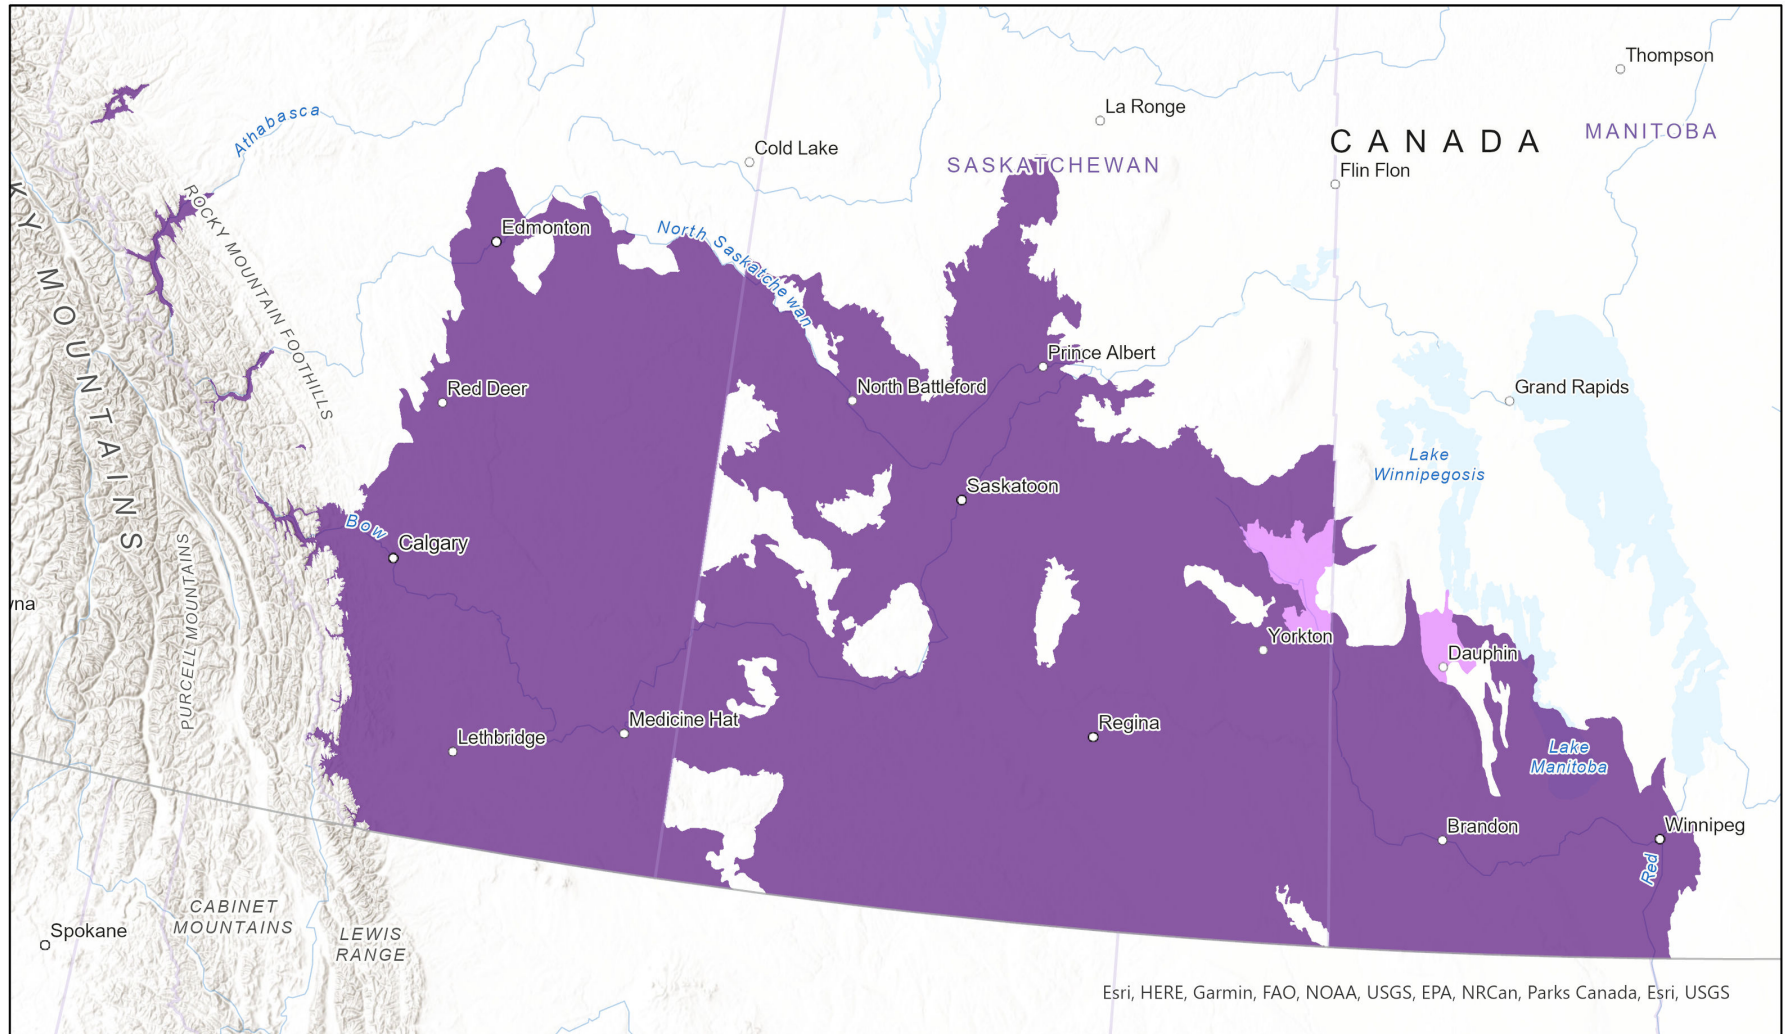 Thompson
La Ronge
CANADA
MANITOBA
Athabasca
Cold Lake
SASKATCHEWAN
Flin Flon
KY MOUNTAINS
ROCKY MOUNTAIN FOOTHILLS
Edmonton
North Saskatchewan
Prince Albert
Red Deer
North Battleford
Grand Rapids
Lake
Winnipegosis
Saskatoon
Bow
Calgary
PURCELL MOUNTAINS
na
Yorkton
Dauphin
Medicine Hat
Regina
Lethbridge
Lake
Manitoba
Brandon
Winnipeg
Red
CABINET
MOUNTAINS
Spokane
LEWIS
RANGE
Esri, HERE, Garmin, FAO, NOAA, USGS, EPA, NRCan, Parks Canada, Esri, USGS